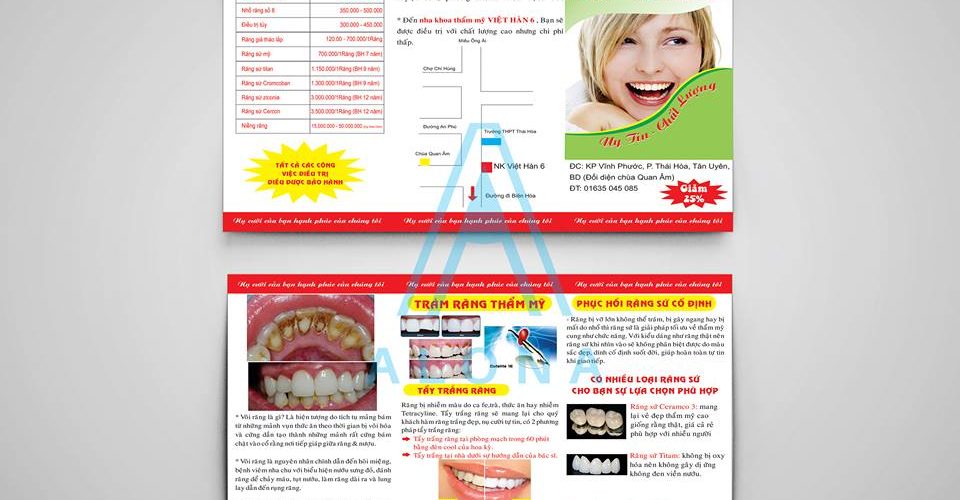 Nhổ răng số 8 350.000 - 500.000
Điều trị tủy 300.000 - 450.000
Răng giả tháo lắp 120.00 - 700.000/1Răng
Răng sứ mỹ 700.000/1Răng (BH 7 năm)
Răng sứ titan 1.150.000/1Răng (BH 9 năm)
Răng sứ Cromcoban 1.300.000/1Răng (BH 9 năm)
Răng sứ zirconia 3.000.000/1Răng (BH 12 năm)
Răng sứ Cercon 3.500.000/1Răng (BH 12 năm)
Niềng răng 15.000.000 - 50.000.000
TẤT CẢ CÁC CÔNG
VIỆC ĐIỀU TRỊ
ĐIỀU ĐƯỢC BẢO HÀNH
* Đến nha khoa thẩm mỹ VIỆT HÀN 6 . Bạn sẽ
được điều trị với chất lượng cao nhưng chi phí
thấp.
Miếu Ông Ái
Chợ Chí Hùng
Đường An Phú
Trường THPT Thái Hòa
Chùa Quan Âm
NK Việt Hàn 6
Đường đi Biên Hòa
Uy Tín - Chất Lượng
ĐC: KP Vĩnh Phước, P. Thái Hòa, Tân Uyên,
BD (Đối diện chùa Quan Âm)
ĐT: 01635 045 085
Giảm
25%
Nụ cười của bạn hạnh phúc của chúng tôi
Nụ cười của bạn hạnh phúc của chúng tôi
Nụ cười của bạn hạnh phúc của chúng tôi
Nụ cười của bạn hạnh phúc của chúng tôi
Nụ cười của bạn hạnh phúc của chúng tôi
Nụ cười của bạn hạnh phúc của chúng tôi
* Vôi răng là gì? Là hiện tượng do tích tụ mảng bám
từ những mảnh vụn thức ăn theo thời gian bị vôi hóa
và cứng dần tạo thành những mảnh rất cứng bám
chặt vào cổ răng nơi tiếp giáp giữa răng & nướu.
* Vôi răng là nguyên nhân chính dẫn đến hôi miệng,
bệnh viêm nha chu với biểu hiện nướu sưng đỏ, đánh
răng dễ chảy máu, tụt nướu, làm răng dài ra và lung
lay dẫn đến rụng răng.
TRÁM RĂNG THẨM MỸ
TẨY TRẮNG RĂNG
Răng bị nhiễm màu do ca fe,trà, thức ăn hay nhiễm
Tetracyline. Tẩy trắng răng sẽ mang lại cho quý
khách hàm răng trắng đẹp, nụ cười tự tin, có 2 phương
pháp tẩy trắng răng:
Tẩy trắng răng tại phòng mạch trong 60 phút
bằng đèn cool của hoa kỳ.
Tẩy trắng tại nhà dưới sự hướng dẫn của bác sĩ.
PHỤC HỒI RĂNG SỨ CỐ ĐỊNH
- Răng bị vỡ lớn không thể trám, bị gãy ngang hay bị
mất do nhổ thì răng sứ là giải pháp tối ưu về thẩm mỹ
cung như chức năng. Với kiểu dáng như răng thật nên
răng sứ khi nhìn vào sẽ không phân biệt được do màu
sắc đẹp, dính cố định suốt đời, giúp hoàn toàn tự tin
khi giao tiếp.
CÓ NHIỀU LOẠI RĂNG SỨ
CHO BẠN SỰ LỰA CHỌN PHÙ HỢP
Răng sứ Ceramco 3: mang
lại vẻ đẹp thẩm mỹ cao
giống răng thật, giá cả rẻ
phù hợp với nhiều người
Răng sứ Titam: không bị oxy
hóa nên không gây dị ứng
không đen viền nướu.
AZONA